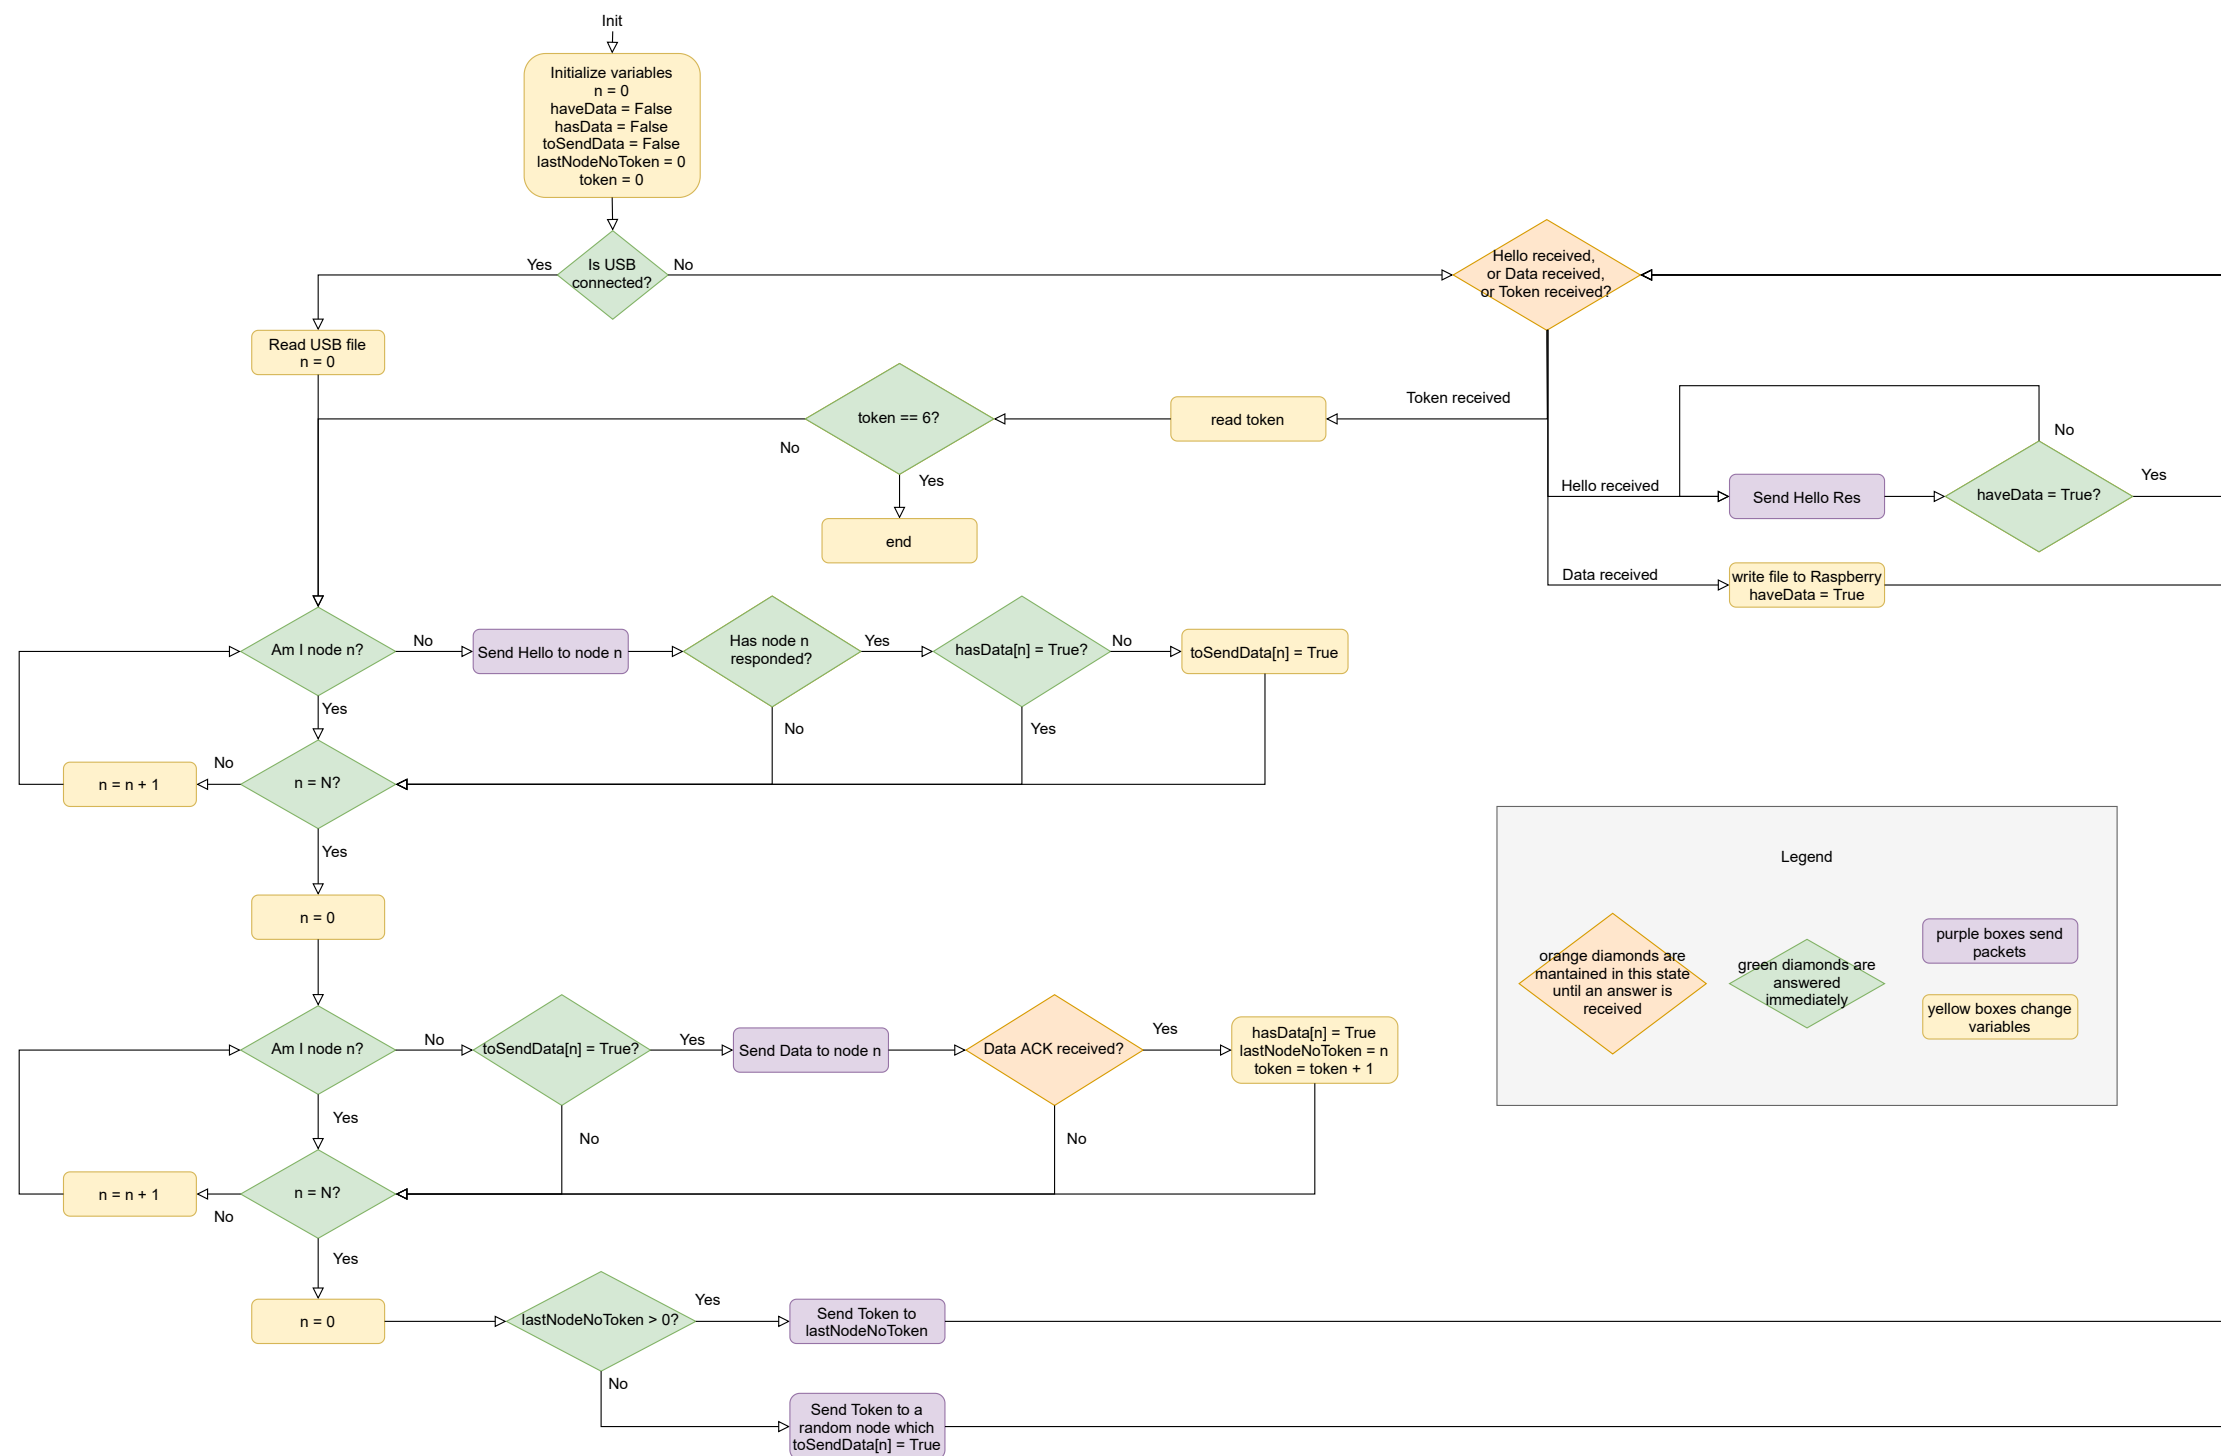 Init
Initialize variables
n = 0
haveData = False
hasData = False
toSendData = False
lastNodeNoToken = 0
token = 0
Is USB
connected?
Yes
No
Hello received,
or Data received,
or Token received?
Read USB file
n = 0
token == 6?
No
Yes
end
read token
Token received
Hello received
Send Hello Res
haveData = True?
No
Yes
Data received
write file to Raspberry
haveData = True
Am I node n?
No
Yes
Send Hello to node n
Has node n
responded?
Yes
No
hasData[n] = True?
No
Yes
toSendData[n] = True
n = N?
No
Yes
n = n + 1
n = 0
Am I node n?
No
Yes
toSendData[n] = True?
Yes
No
Send Data to node n
Data ACK received?
Yes
No
hasData[n] = True
lastNodeNoToken = n
token = token + 1
n = N?
No
Yes
n = n + 1
n = 0
lastNodeNoToken > 0?
Yes
No
Send Token to
lastNodeNoToken
Send Token to a
random node which
toSendData[n] = True
Legend
orange diamonds are
mantained in this state
until an answer is
received
green diamonds are
answered
immediately
purple boxes send
packets
yellow boxes change
variables